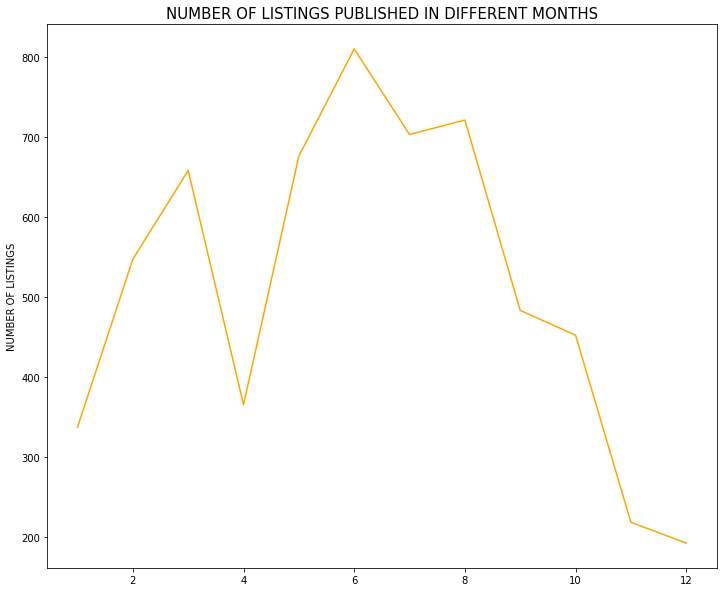 NUMBER OF LISTINGS PUBLISHED IN DIFFERENT MONTHS
NUMBER OF LISTINGS
800
700
600
500
400
300
200
2 4 6 8 10 12